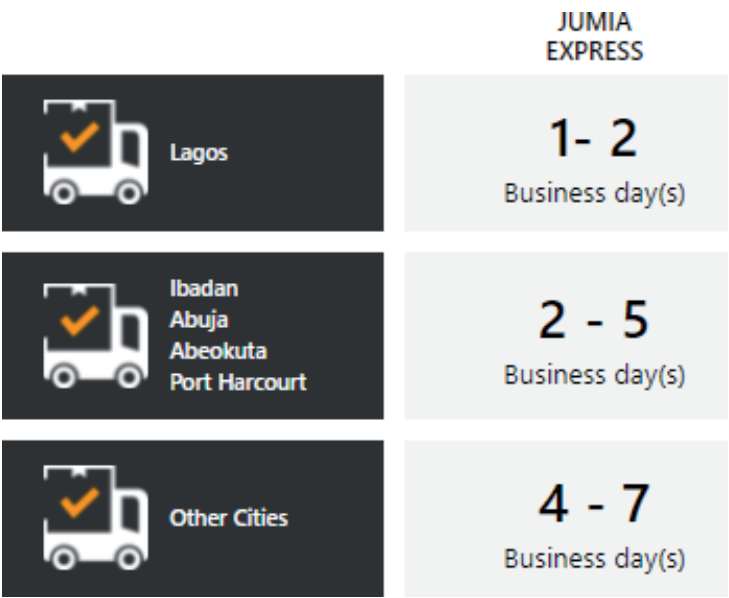 JUMIA
EXPRESS
Lagos
1- 2
Business day(s)
Ibadan
Abuja
Abeokuta
Port Harcourt
2 - 5
Business day(s)
Other Cities
4 - 7
Business day(s)